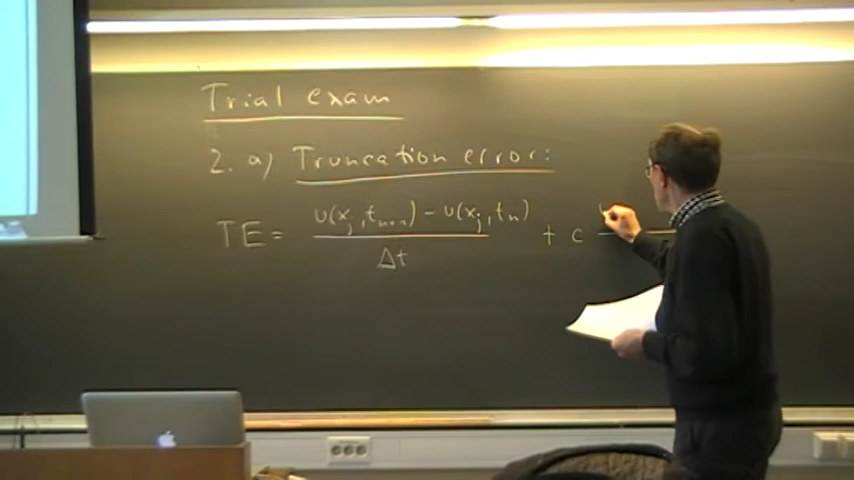 Trial exam
2. a) Truncation error:
TE = u(x_j, t_{n+1}) - u(x_j, t_n) / Δt + c u